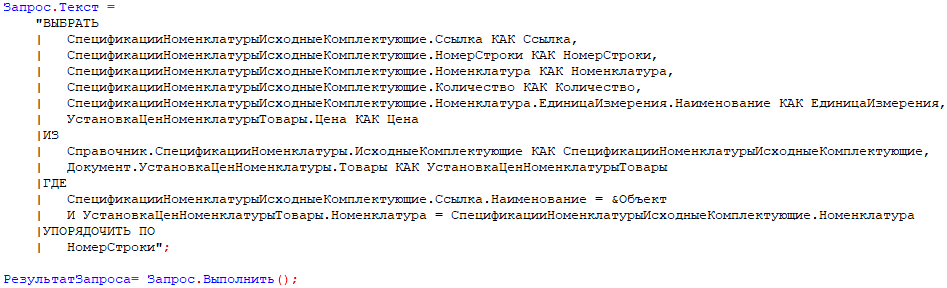 Запрос.Текст =
"ВЫБРАТЬ
| СпецификацииНоменклатурыИсходныеКомплектующие.Ссылка КАК Ссылка,
| СпецификацииНоменклатурыИсходныеКомплектующие.НомерСтроки КАК НомерСтроки,
| СпецификацииНоменклатурыИсходныеКомплектующие.Номенклатура КАК Номенклатура,
| СпецификацииНоменклатурыИсходныеКомплектующие.Количество КАК Количество,
| СпецификацииНоменклатурыИсходныеКомплектующие.Номенклатура.ЕдиницаИзмерения.Наименование КАК ЕдиницаИзмерения,
| УстановкаЦенНоменклатурыТовары.Цена КАК Цена
|ИЗ
| Справочник.СпецификацииНоменклатуры.ИсходныеКомплектующие КАК СпецификацииНоменклатурыИсходныеКомплектующие,
| Документ.УстановкаЦенНоменклатуры.Товары КАК УстановкаЦенНоменклатурыТовары
|ГДЕ
| СпецификацииНоменклатурыИсходныеКомплектующие.Ссылка.Наименование = &Объект
| И УстановкаЦенНоменклатурыТовары.Номенклатура = СпецификацииНоменклатурыИсходныеКомплектующие.Номенклатура
|УПОРЯДОЧИТЬ ПО
| НомерСтроки";
РезультатЗапроса= Запрос.Выполнить();